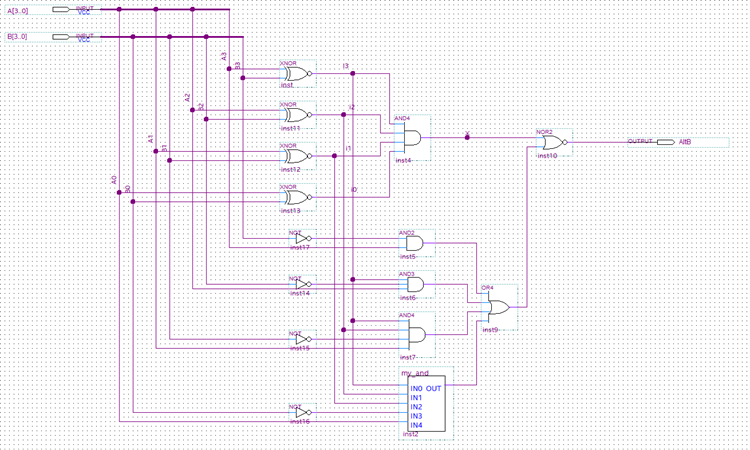 A[3..0] INPUT VCC
B[3..0] INPUT VCC
A3 B3 XNOR inst i3
A2 B2 XNOR inst11 i2
AND4 inst4
NOR2 inst10
OUTPUT AltB
A1 B1 XNOR inst12 i1
A0 B0 XNOR inst13 i0
NOT inst17
AND2 inst5
NOT inst14
AND3 inst6
OR4 inst9
AND4 inst7
NOT inst15
my_and
IN0 OUT
IN1
IN2
IN3
IN4
inst2
NOT inst16